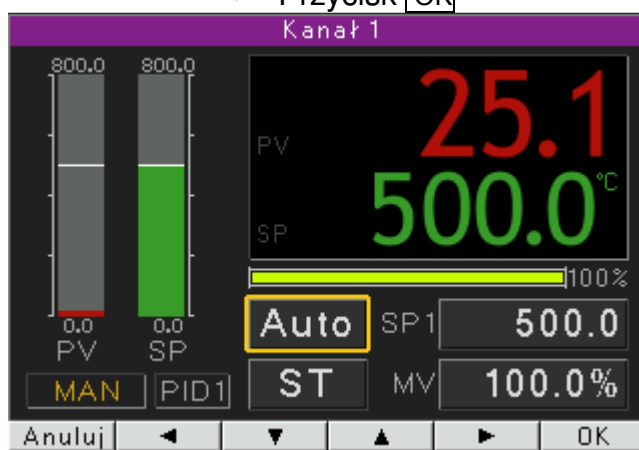 Przycisk OK
Kanał 1
800.0 800.0
PV 25.1
SP 500.0 °C
100%
0.0 0.0
PV SP
Auto SP1 500.0
MAN PID1 ST MV 100.0%
Anuluj ◄ ▼ ▲ ► OK